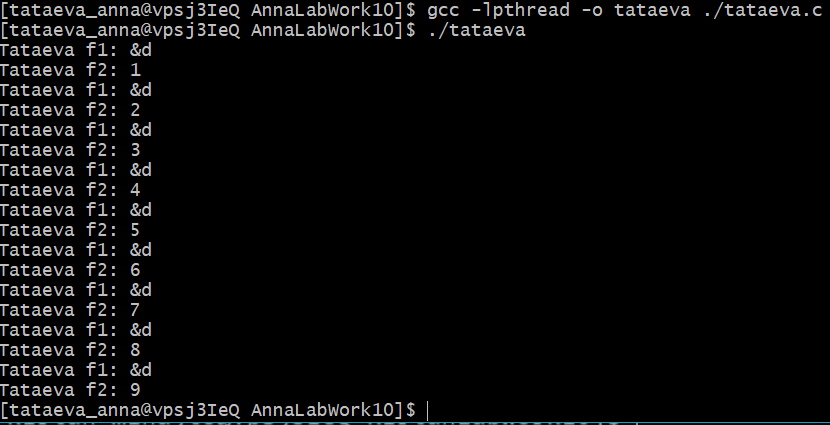 [tataeva_anna@vpsj3IeQ AnnaLabWork10]$ gcc -lpthread -o tataeva ./tataeva.c
[tataeva_anna@vpsj3IeQ AnnaLabWork10]$ ./tataeva
Tataeva f1: &d
Tataeva f2: 1
Tataeva f1: &d
Tataeva f2: 2
Tataeva f1: &d
Tataeva f2: 3
Tataeva f1: &d
Tataeva f2: 4
Tataeva f1: &d
Tataeva f2: 5
Tataeva f1: &d
Tataeva f2: 6
Tataeva f1: &d
Tataeva f2: 7
Tataeva f1: &d
Tataeva f2: 8
Tataeva f1: &d
Tataeva f2: 9
[tataeva_anna@vpsj3IeQ AnnaLabWork10]$